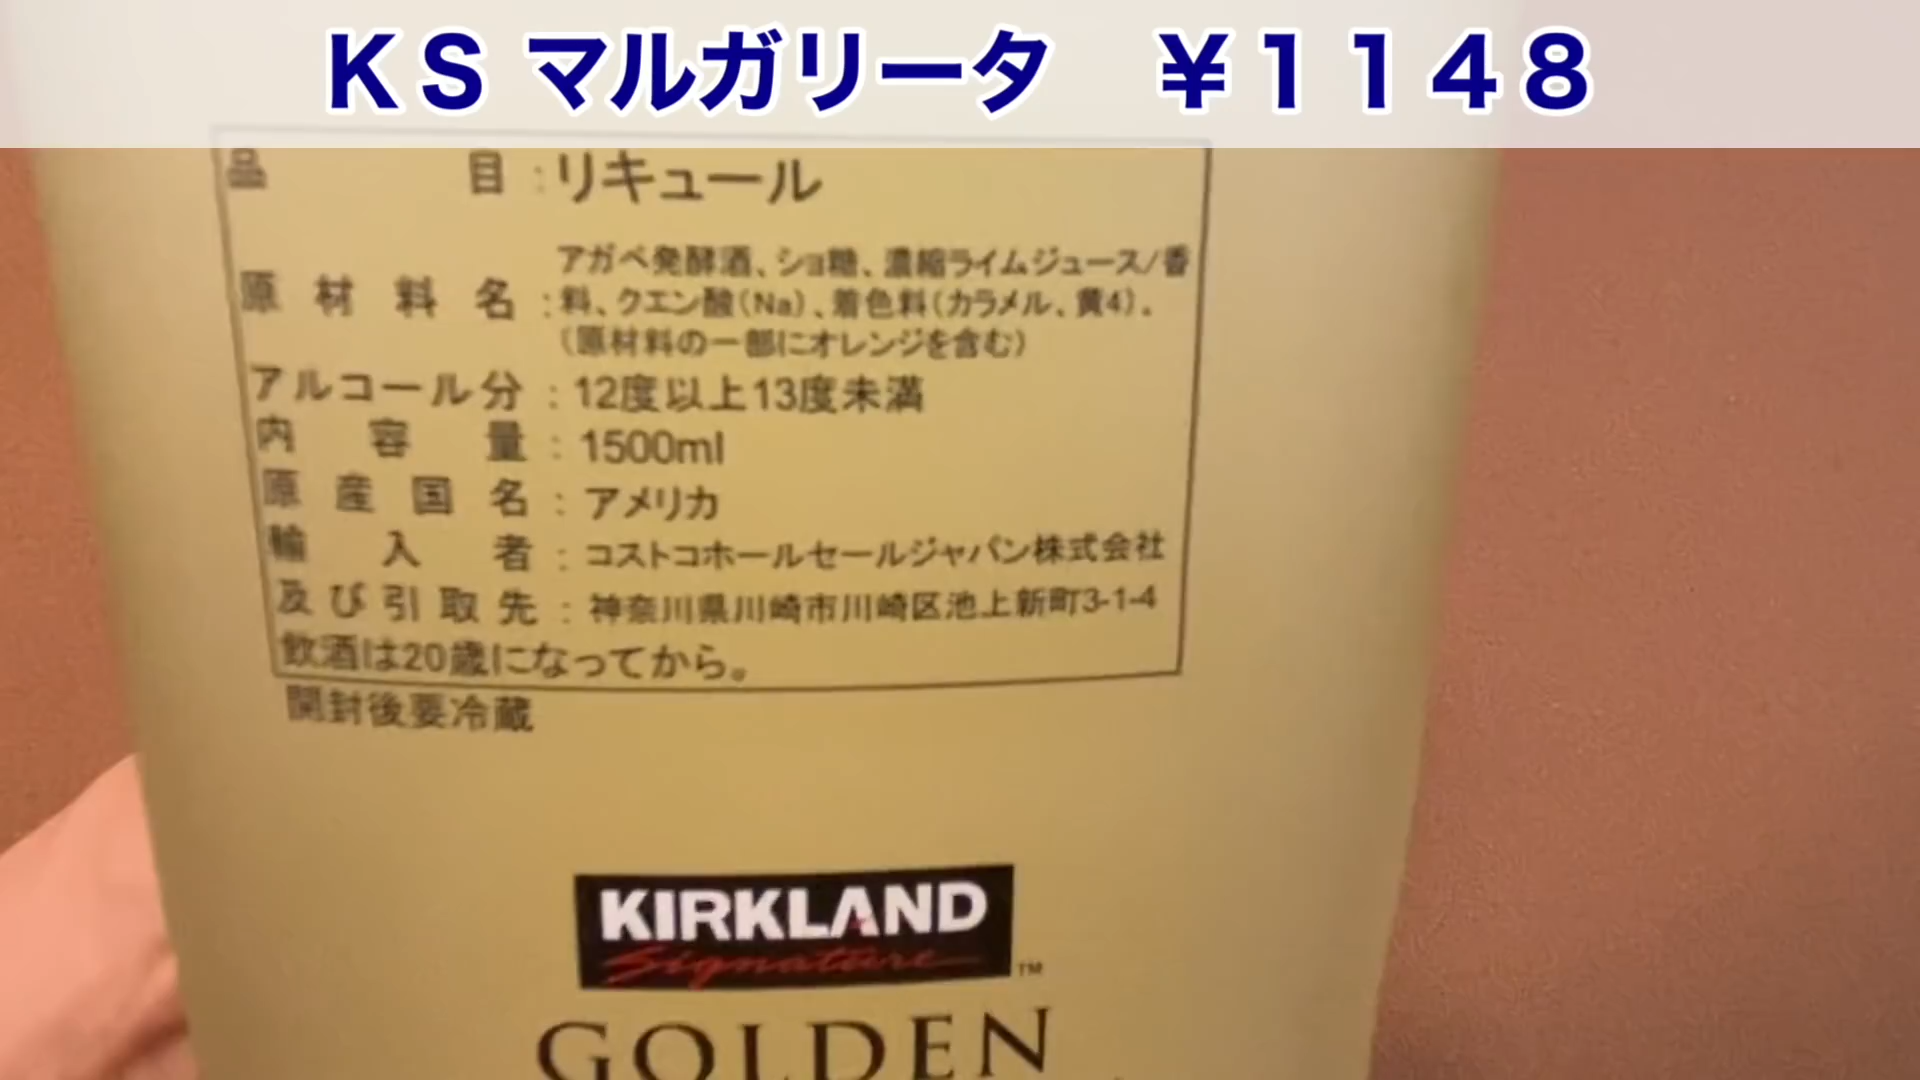 KS マルガリータ　¥1148
品目：リキュール
原材料名：アガベ発酵酒、ショ糖、濃縮ライムジュース/香
料、クエン酸(Na)、着色料(カラメル、黄4)。
(原材料の一部にオレンジを含む)
アルコール分：12度以上13度未満
内容量：1500ml
原産国名：アメリカ
輸入者：コストコホールセールジャパン株式会社
及び引取先：神奈川県川崎市川崎区池上新町3-1-4
飲酒は20歳になってから。
開封後要冷蔵
KIRKLAND
Signature TM
GOLDEN